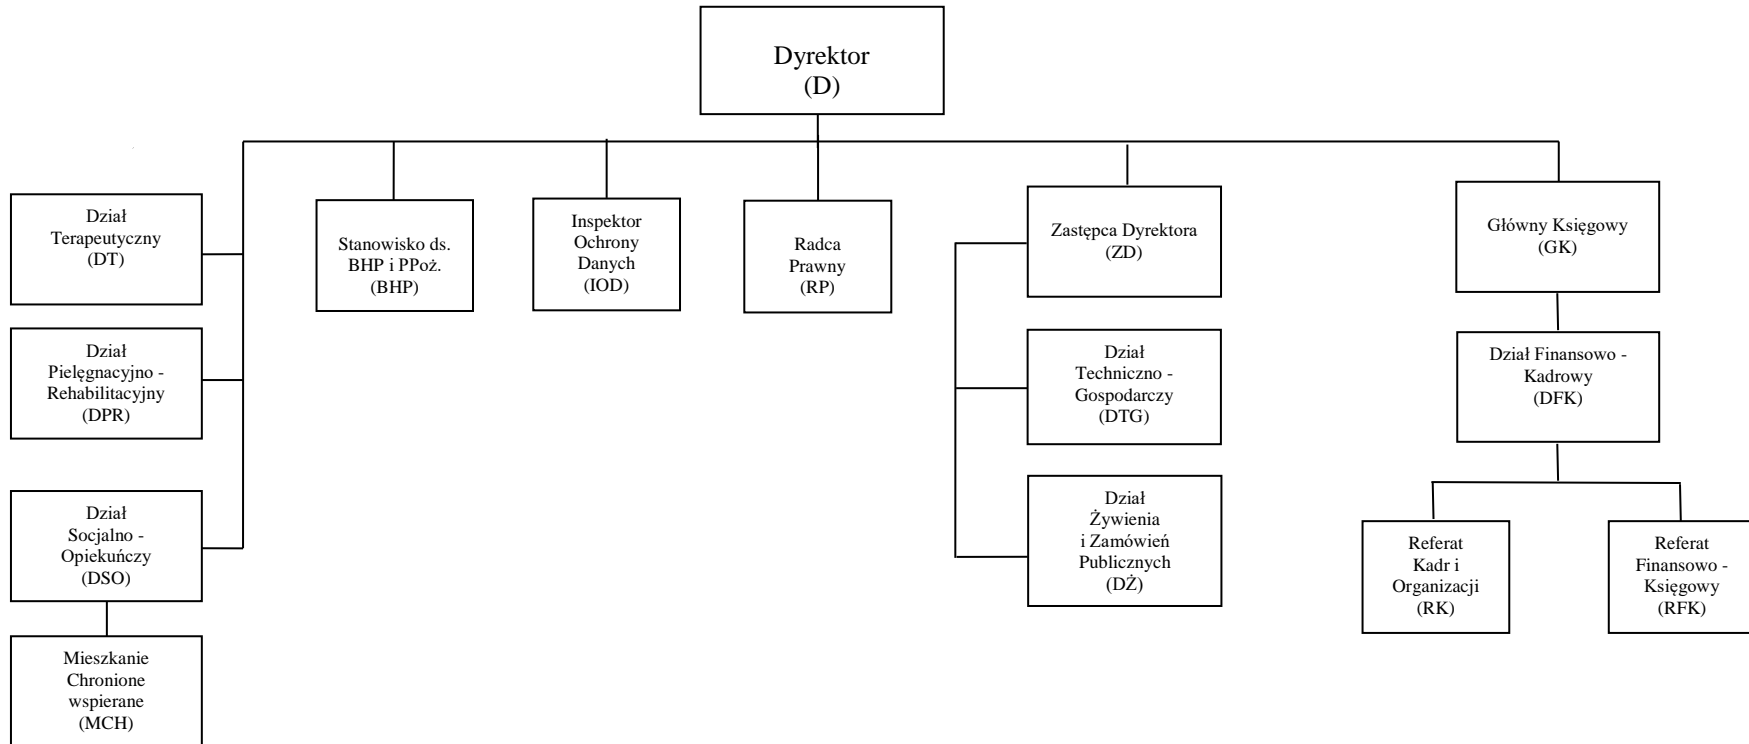 Dyrektor
(D)
Dział
Terapeutyczny
(DT)
Stanowisko ds.
BHP i PPoż.
(BHP)
Inspektor
Ochrony
Danych
(IOD)
Radca
Prawny
(RP)
Zastępca Dyrektora
(ZD)
Główny Księgowy
(GK)
Dział
Pielęgnacyjno -
Rehabilitacyjny
(DPR)
Dział
Techniczno -
Gospodarczy
(DTG)
Dział Finansowo -
Kadrowy
(DFK)
Dział
Socjalno -
Opiekuńczy
(DSO)
Dział
Żywienia
i Zamówień
Publicznych
(DŻ)
Referat
Kadr i
Organizacji
(RK)
Referat
Finansowo -
Księgowy
(RFK)
Mieszkanie
Chronione
wspierane
(MCH)